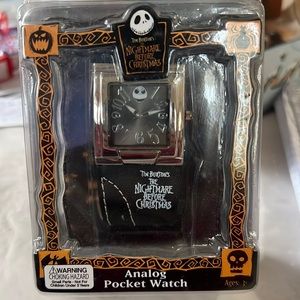 TIM BURTON'S
THE
NIGHTMARE
BEFORE
CHRISTMAS
TIM BURTON'S
THE
NIGHTMARE
BEFORE
CHRISTMAS
WARNING
CHOKING HAZARD
Small Parts - Not For
Children Under 3 Years
Analog
Pocket Watch
Ages